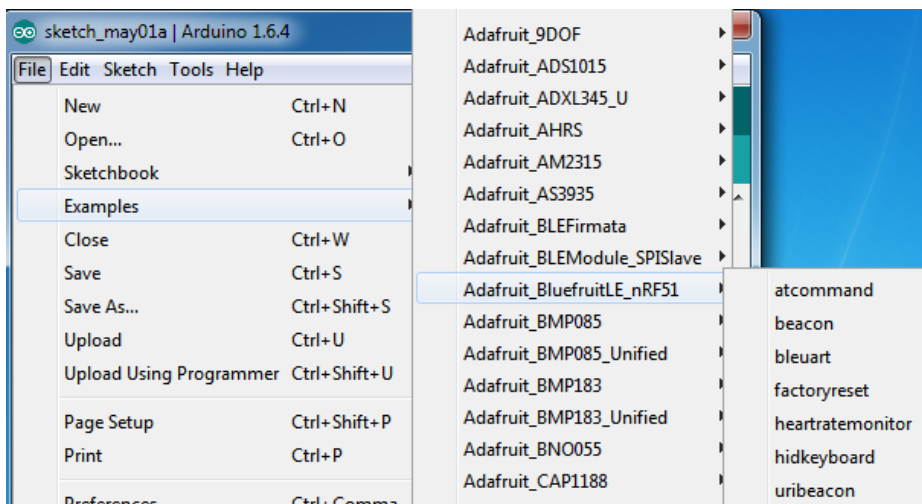 sketch_may01a | Arduino 1.6.4
File Edit Sketch Tools Help
New Ctrl+N
Open... Ctrl+O
Sketchbook
Examples
Close Ctrl+W
Save Ctrl+S
Save As... Ctrl+Shift+S
Upload Ctrl+U
Upload Using Programmer Ctrl+Shift+U
Page Setup Ctrl+Shift+P
Print Ctrl+P
Preferences Ctrl+Comma
Adafruit_9DOF
Adafruit_ADS1015
Adafruit_ADXL345_U
Adafruit_AHRS
Adafruit_AM2315
Adafruit_AS3935
Adafruit_BLEFirmata
Adafruit_BLEModule_SPISlave
Adafruit_BluefruitLE_nRF51
Adafruit_BMP085
Adafruit_BMP085_Unified
Adafruit_BMP183
Adafruit_BMP183_Unified
Adafruit_BNO055
Adafruit_CAP1188
atcommand
beacon
bleuart
factoryreset
heartratemonitor
hidkeyboard
uribeacon